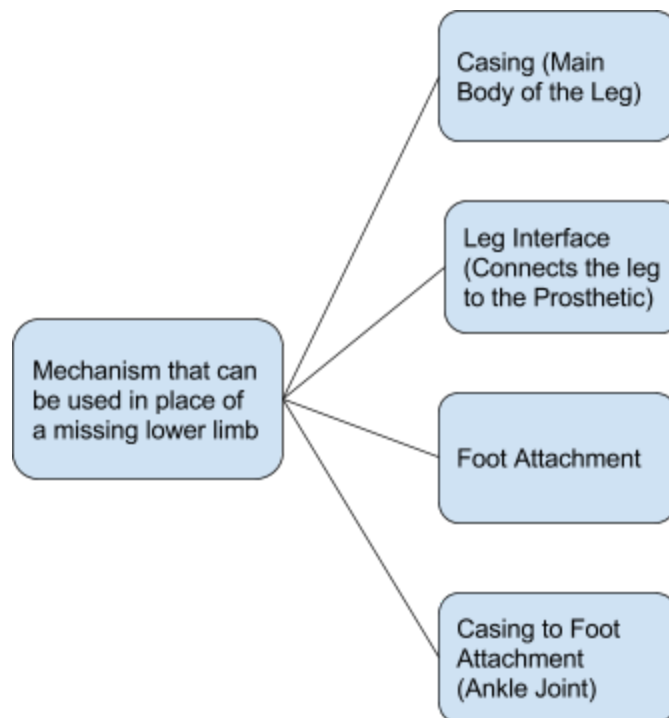 Casing (Main
Body of the Leg)
Leg Interface
(Connects the leg
to the Prosthetic)
Mechanism that can
be used in place of
a missing lower limb
Foot Attachment
Casing to Foot
Attachment
(Ankle Joint)